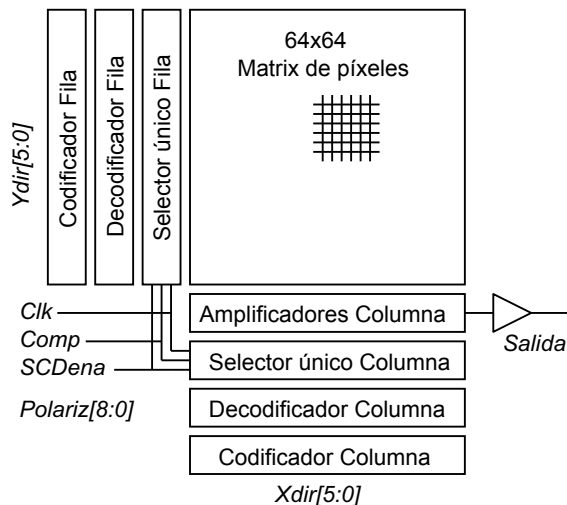 64x64
Matrix de píxeles
Ydir[5:0]
Codificador Fila
Decodificador Fila
Selector único Fila
Clk
Comp
SCDena
Polariz[8:0]
Amplificadores Columna
Salida
Selector único Columna
Decodificador Columna
Codificador Columna
Xdir[5:0]